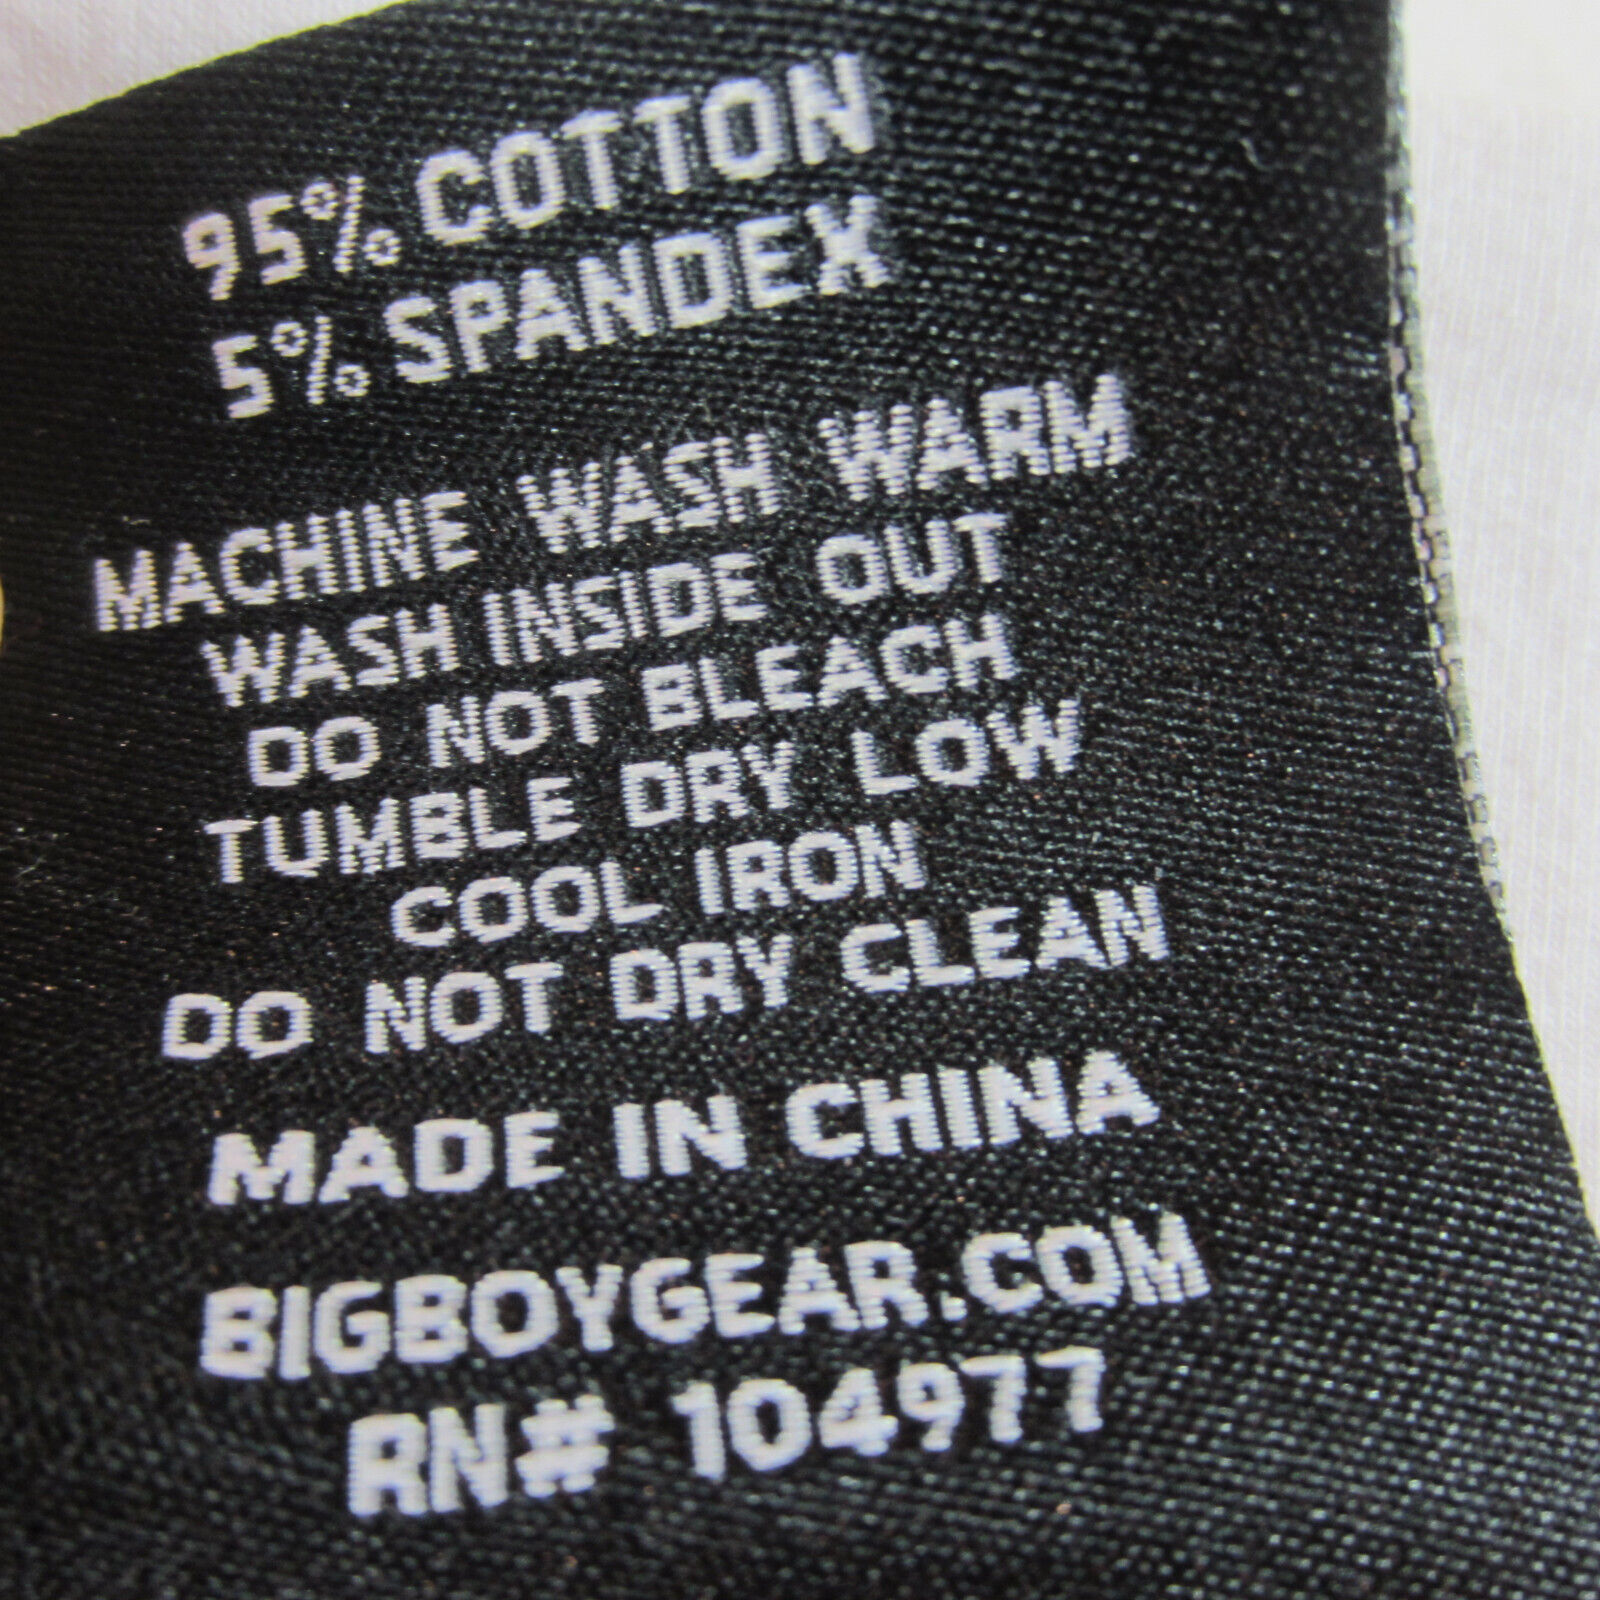 95% COTTON
5% SPANDEX
MACHINE WASH WARM
WASH INSIDE OUT
DO NOT BLEACH
TUMBLE DRY LOW
COOL IRON
DO NOT DRY CLEAN
MADE IN CHINA
BIGBOYGEAR.COM
RN# 104977